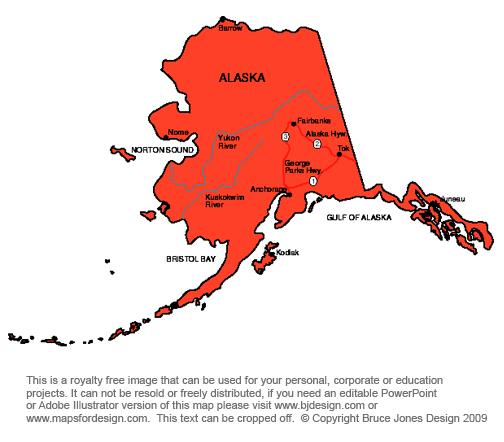 Barrow
ALASKA
Fairbanks
Nome
3
Alaska Hyw.
NORTON SOUND
Yukon
River
2
Tok
George
Parks Hwy.
1
Anchorage
Kuskokwim
River
Juneau
GULF OF ALASKA
Kodiak
BRISTOL BAY
This is a royalty free image that can be used for your personal, corporate or education
projects. It can not be resold or freely distributed, if you need an editable PowerPoint
or Adobe Illustrator version of this map please visit www.bjdesign.com or
www.mapsfordesign.com. This text can be cropped off. © Copyright Bruce Jones Design 2009